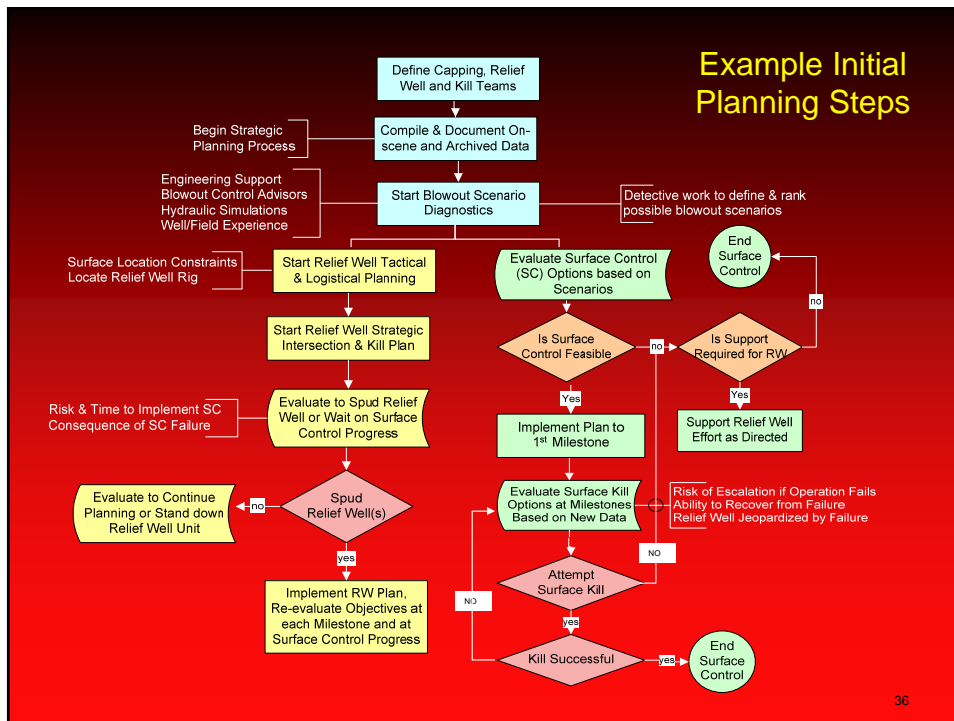 Example Initial
Planning Steps
Define Capping, Relief
Well and Kill Teams
Begin Strategic
Planning Process
Compile & Document On-
scene and Archived Data
Engineering Support
Blowout Control Advisors
Hydraulic Simulations
Well/Field Experience
Start Blowout Scenario
Diagnostics
Detective work to define & rank
possible blowout scenarios
Surface Location Constraints
Locate Relief Well Rig
Start Relief Well Tactical
& Logistical Planning
Evaluate Surface Control
(SC) Options based on
Scenarios
End
Surface
Control
no
Start Relief Well Strategic
Intersection & Kill Plan
Is Surface
Control Feasible
no
Is Support
Required for RW
Yes
Yes
Risk & Time to Implement SC
Consequence of SC Failure
Evaluate to Spud Relief
Well or Wait on Surface
Control Progress
Implement Plan to
1st Milestone
Support Relief Well
Effort as Directed
Evaluate to Continue
Planning or Stand down
Relief Well Unit
no
Spud
Relief Well(s)
Evaluate Surface Kill
Options at Milestones
Based on New Data
Risk of Escalation if Operation Fails
Ability to Recover from Failure
Relief Well Jeopardized by Failure
yes
NO
Attempt
Surface Kill
Implement RW Plan,
Re-evaluate Objectives at
each Milestone and at
Surface Control Progress
NO
yes
Kill Successful
yes
End
Surface
Control
36